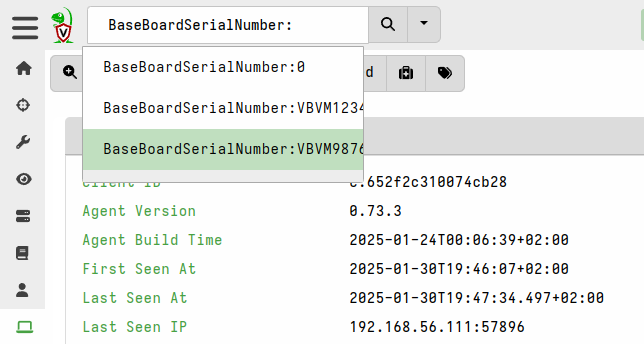 BaseBoardSerialNumber:
BaseBoardSerialNumber:0
BaseBoardSerialNumber:VBVM1234
BaseBoardSerialNumber:VBVM9876
d
Client ID C.652f2c310074cb28
Agent Version 0.73.3
Agent Build Time 2025-01-24T00:06:39+02:00
First Seen At 2025-01-30T19:46:07+02:00
Last Seen At 2025-01-30T19:47:34.497+02:00
Last Seen IP 192.168.56.111:57896